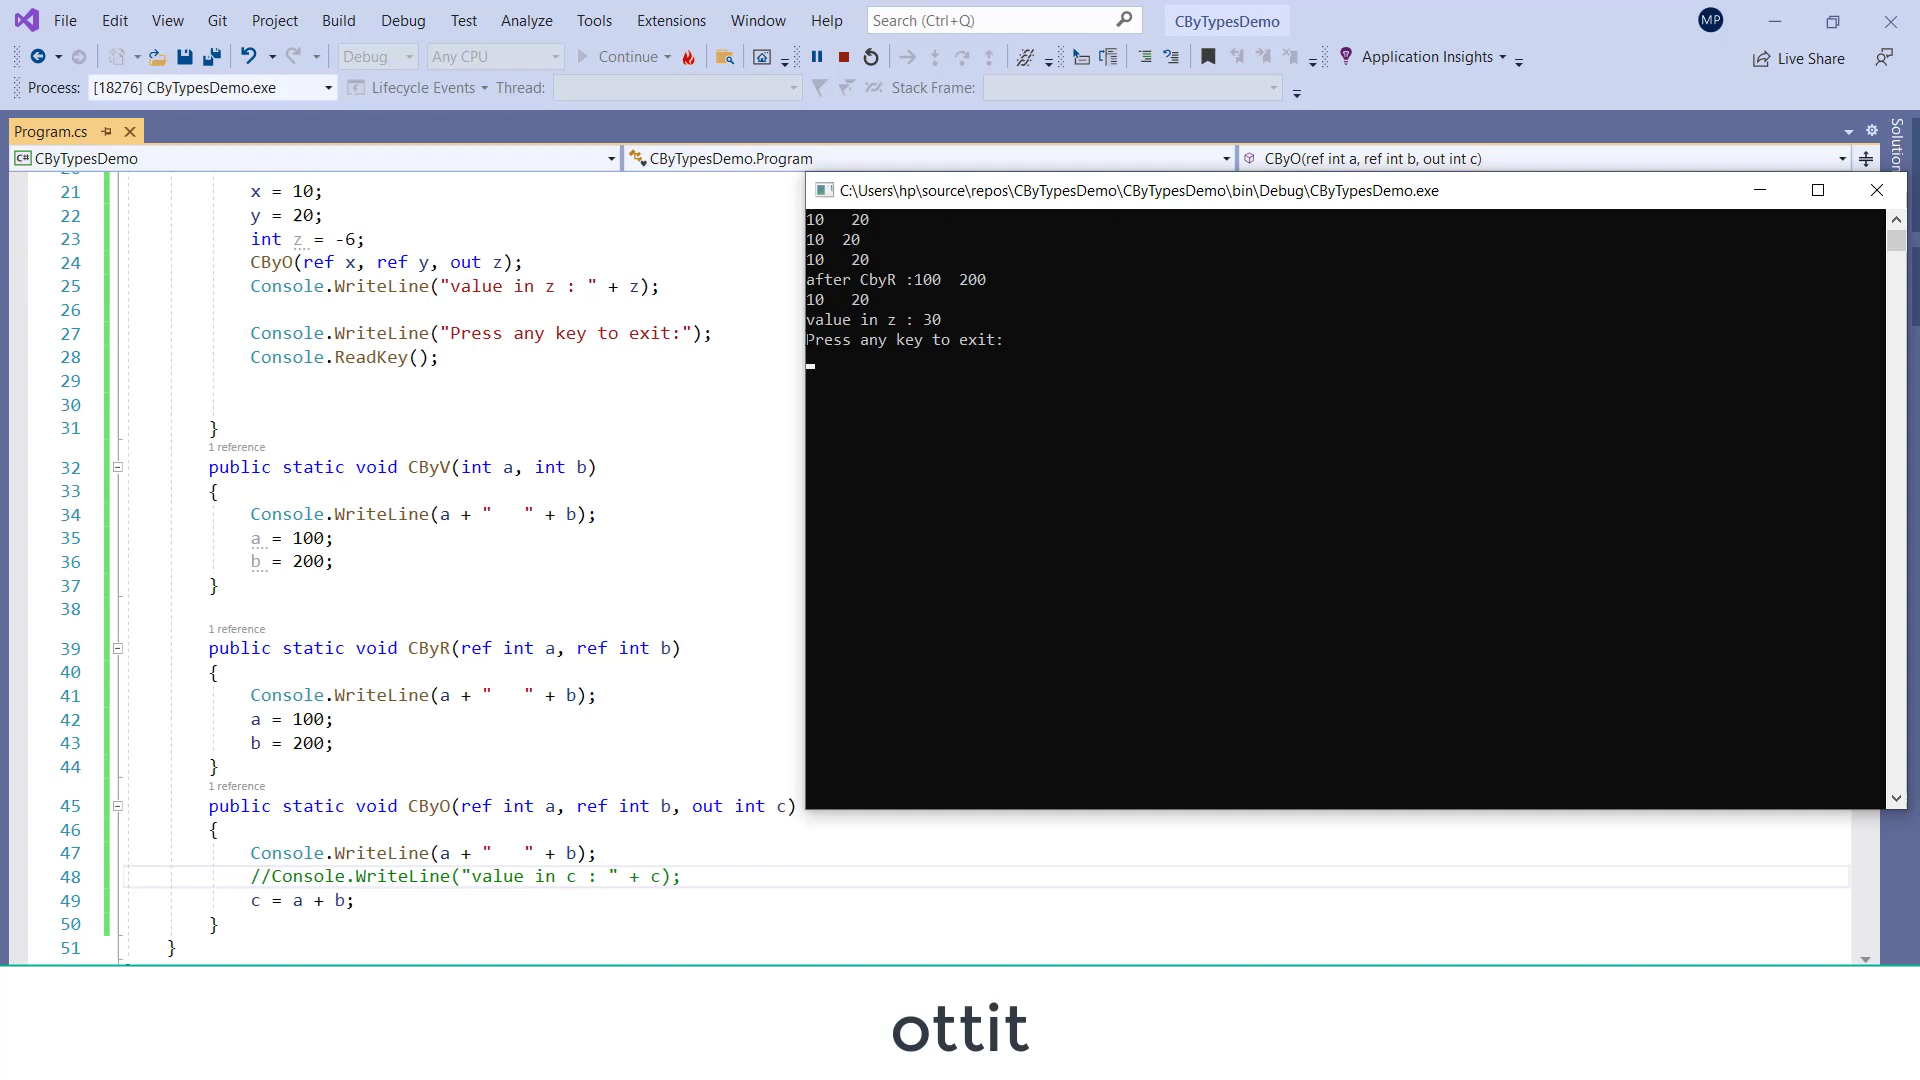 File Edit View Git Project Build Debug Test Analyze Tools Extensions Window Help Search (Ctrl+Q) CByTypesDemo MP
Debug Any CPU Continue Application Insights Live Share
Process: [18276] CByTypesDemo.exe Lifecycle Events Thread: Stack Frame:
Program.cs
CByTypesDemo CByTypesDemo.Program CByO(ref int a, ref int b, out int c)
Solution
21 x = 10;
22 y = 20;
23 int z = -6;
24 CByO(ref x, ref y, out z);
25 Console.WriteLine("value in z : " + z);
26
27 Console.WriteLine("Press any key to exit:");
28 Console.ReadKey();
29
30
31 }
1 reference
32 public static void CByV(int a, int b)
33 {
34 Console.WriteLine(a + "   " + b);
35 a = 100;
36 b = 200;
37 }
38
1 reference
39 public static void CByR(ref int a, ref int b)
40 {
41 Console.WriteLine(a + "   " + b);
42 a = 100;
43 b = 200;
44 }
1 reference
45 public static void CByO(ref int a, ref int b, out int c)
46 {
47 Console.WriteLine(a + "   " + b);
48 //Console.WriteLine("value in c : " + c);
49 c = a + b;
50 }
51 }
C:\Users\hp\source\repos\CByTypesDemo\CByTypesDemo\bin\Debug\CByTypesDemo.exe
10   20
10  20
10   20
after CbyR :100  200
10   20
value in z : 30
Press any key to exit:
ottit